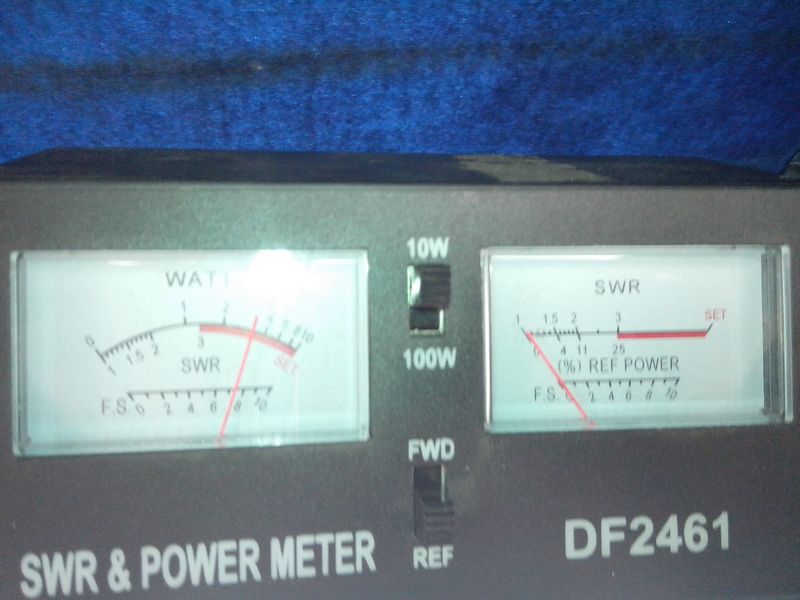 WATT
0 1 2 4 6 8 10
1 1.5 2 3 SET
SWR
F.S. 0 2 4 6 8 10
10W
100W
SWR
1 1.5 2 3 SET
0 4 11 25
(%) REF POWER
F.S. 0 2 4 6 8 10
FWD
REF
SWR & POWER METER
DF2461